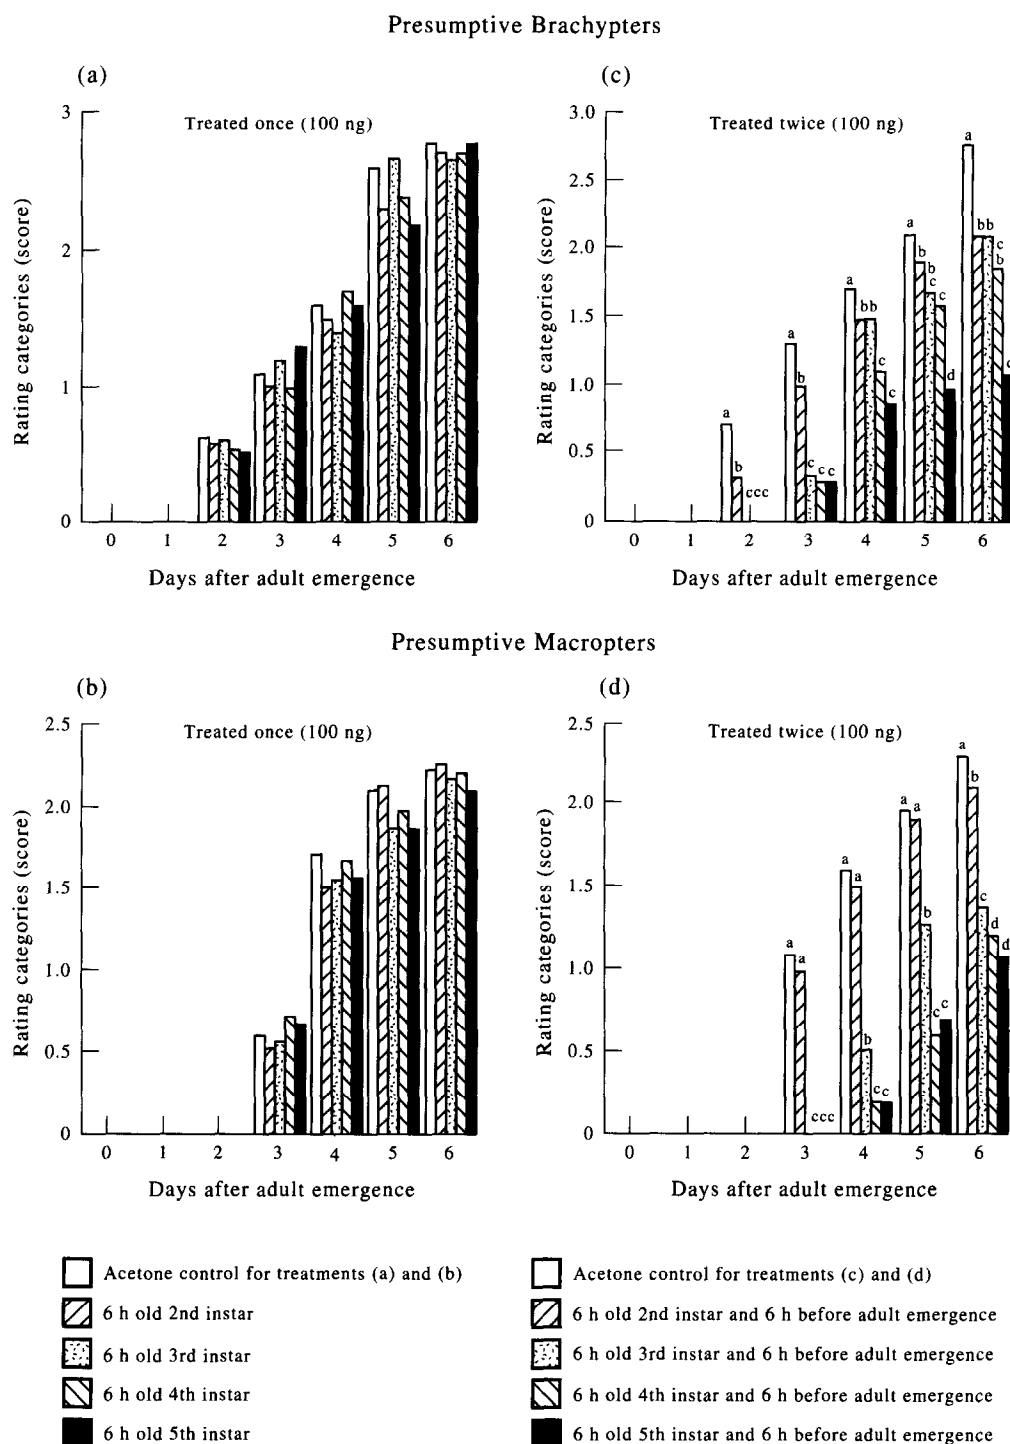 Presumptive Brachypters
(a)
Treated once (100 ng)
3
2
1
0
Rating categories (score)
0 1 2 3 4 5 6
Days after adult emergence
(c)
Treated twice (100 ng)
3.0
2.5
2.0
1.5
1.0
0.5
0
Rating categories (score)
a b ccc
a b c c c
a bb c c
a b b c c d
a bb c b d
0 1 2 3 4 5 6
Days after adult emergence
Presumptive Macropters
(b)
Treated once (100 ng)
2.5
2.0
1.5
1.0
0.5
0
Rating categories (score)
0 1 2 3 4 5 6
Days after adult emergence
(d)
Treated twice (100 ng)
2.5
2.0
1.5
1.0
0.5
0
Rating categories (score)
a a ccc
a a b c c
a a b c c
a b c d d
0 1 2 3 4 5 6
Days after adult emergence
Acetone control for treatments (a) and (b)
6 h old 2nd instar
6 h old 3rd instar
6 h old 4th instar
6 h old 5th instar
Acetone control for treatments (c) and (d)
6 h old 2nd instar and 6 h before adult emergence
6 h old 3rd instar and 6 h before adult emergence
6 h old 4th instar and 6 h before adult emergence
6 h old 5th instar and 6 h before adult emergence